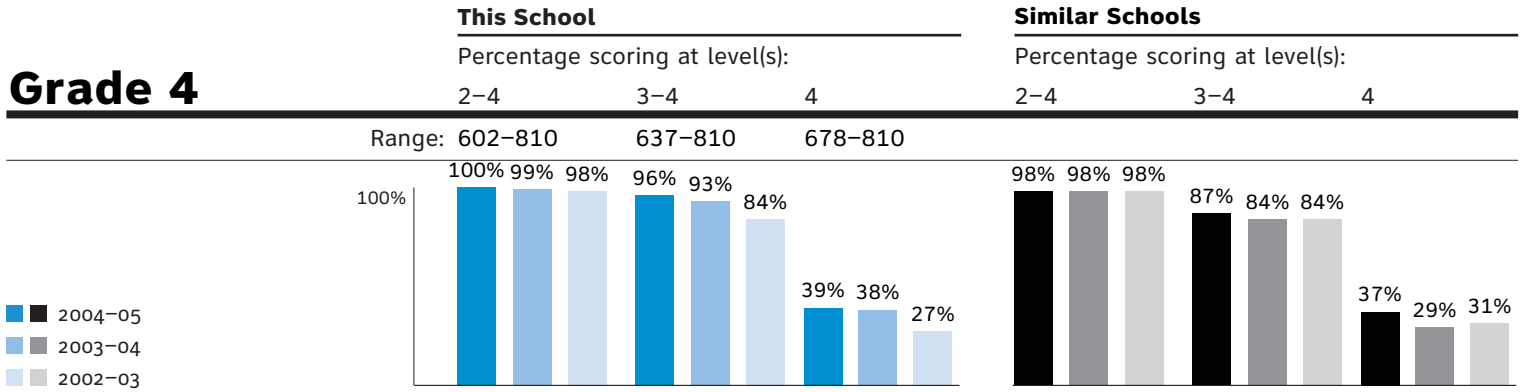 This School Similar Schools
Percentage scoring at level(s): Percentage scoring at level(s):
Grade 4 2–4 3–4 4 2–4 3–4 4
Range: 602–810 637–810 678–810
100% 99% 98% 96% 93% 84% 39% 38% 27% 98% 98% 98% 87% 84% 84% 37% 29% 31%
100%
2004–05
2003–04
2002–03